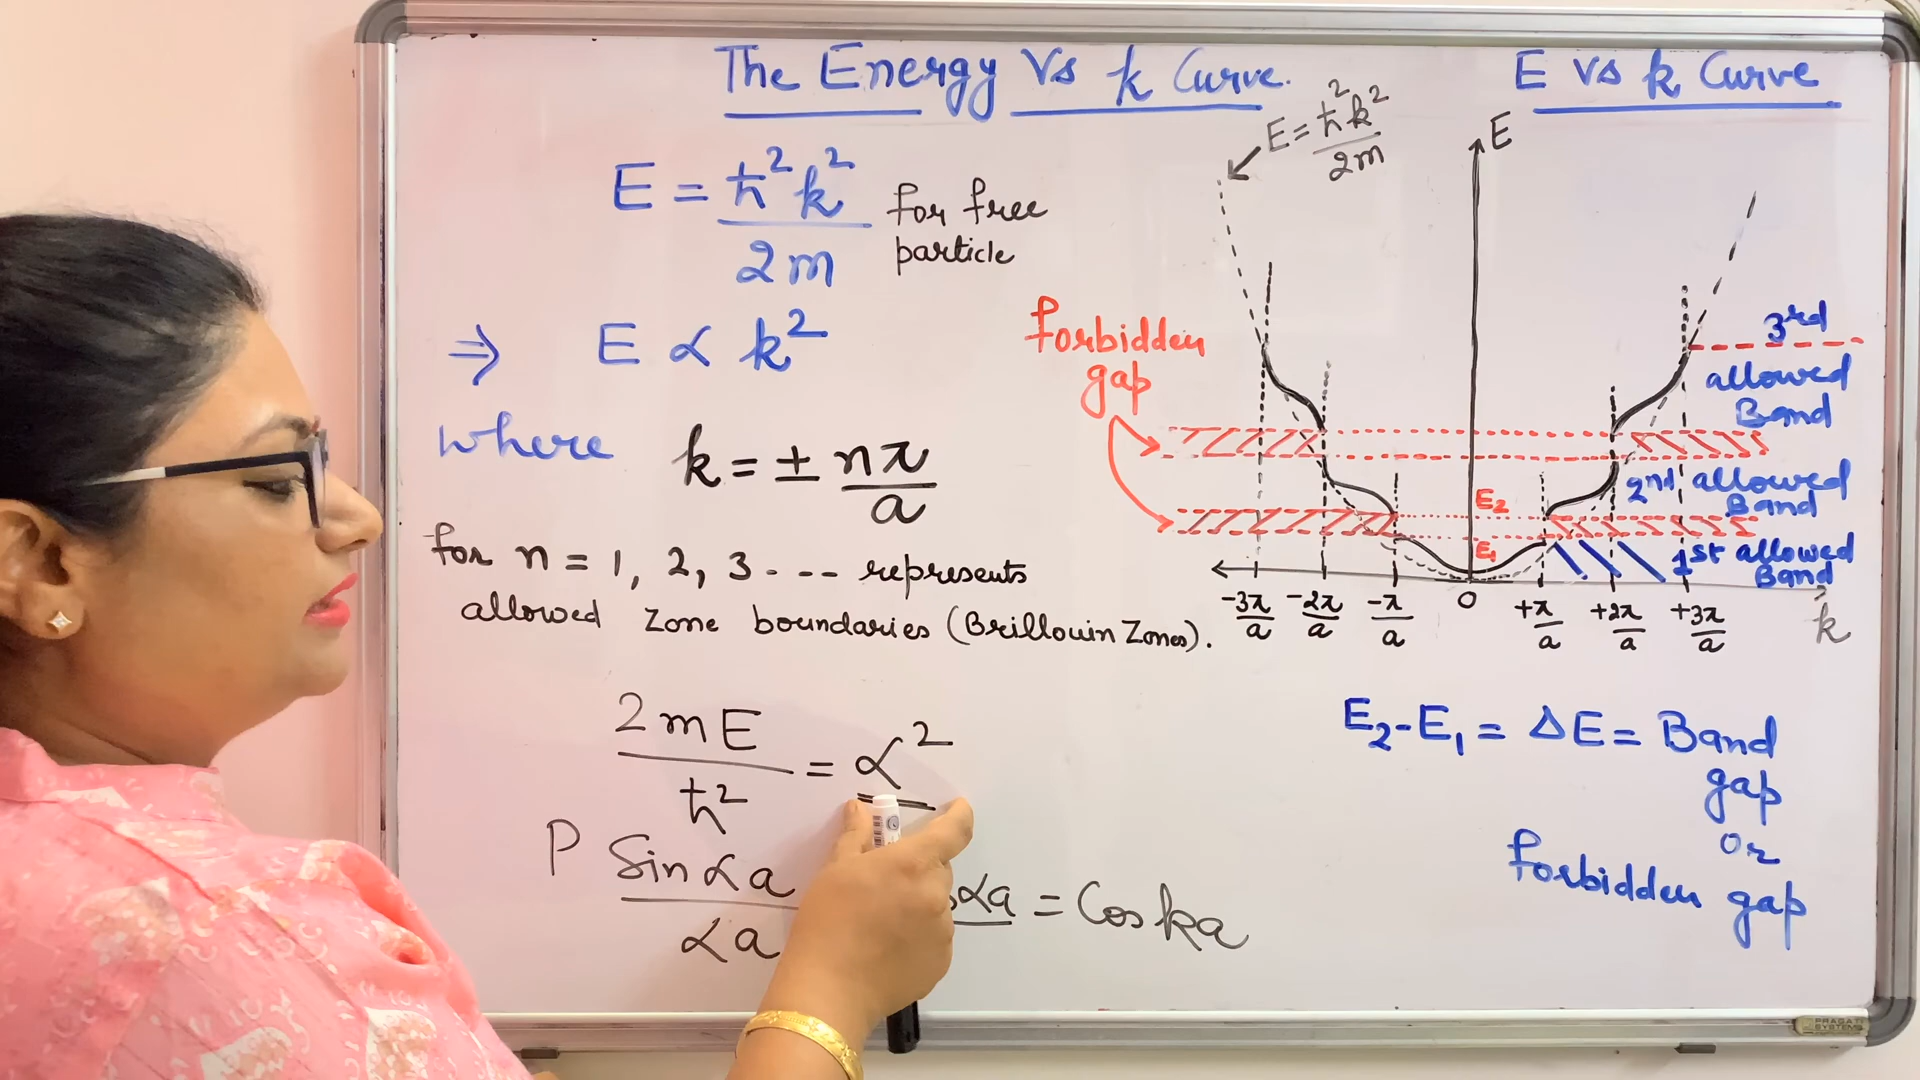 The Energy Vs k Curve.
E = ħ²k²/2m for free particle
⇒ E ∝ k²
where k = ± nπ/a
for n = 1, 2, 3 ---- represents
allowed Zone boundaries (Brillouin Zones).
2mE/ħ² = α²
P Sin αa/αa αa = Cos ka
E vs k Curve
E = ħ²k²/2m
E
forbidden
gap
3rd
allowed
Band
2nd allowed
Band
1st allowed
Band
E₂
E₁
-3π/a -2π/a -π/a 0 +π/a +2π/a +3π/a k
E₂-E₁ = ΔE = Band
gap
Or
forbidden gap
PRAGATI
SYSTEMS